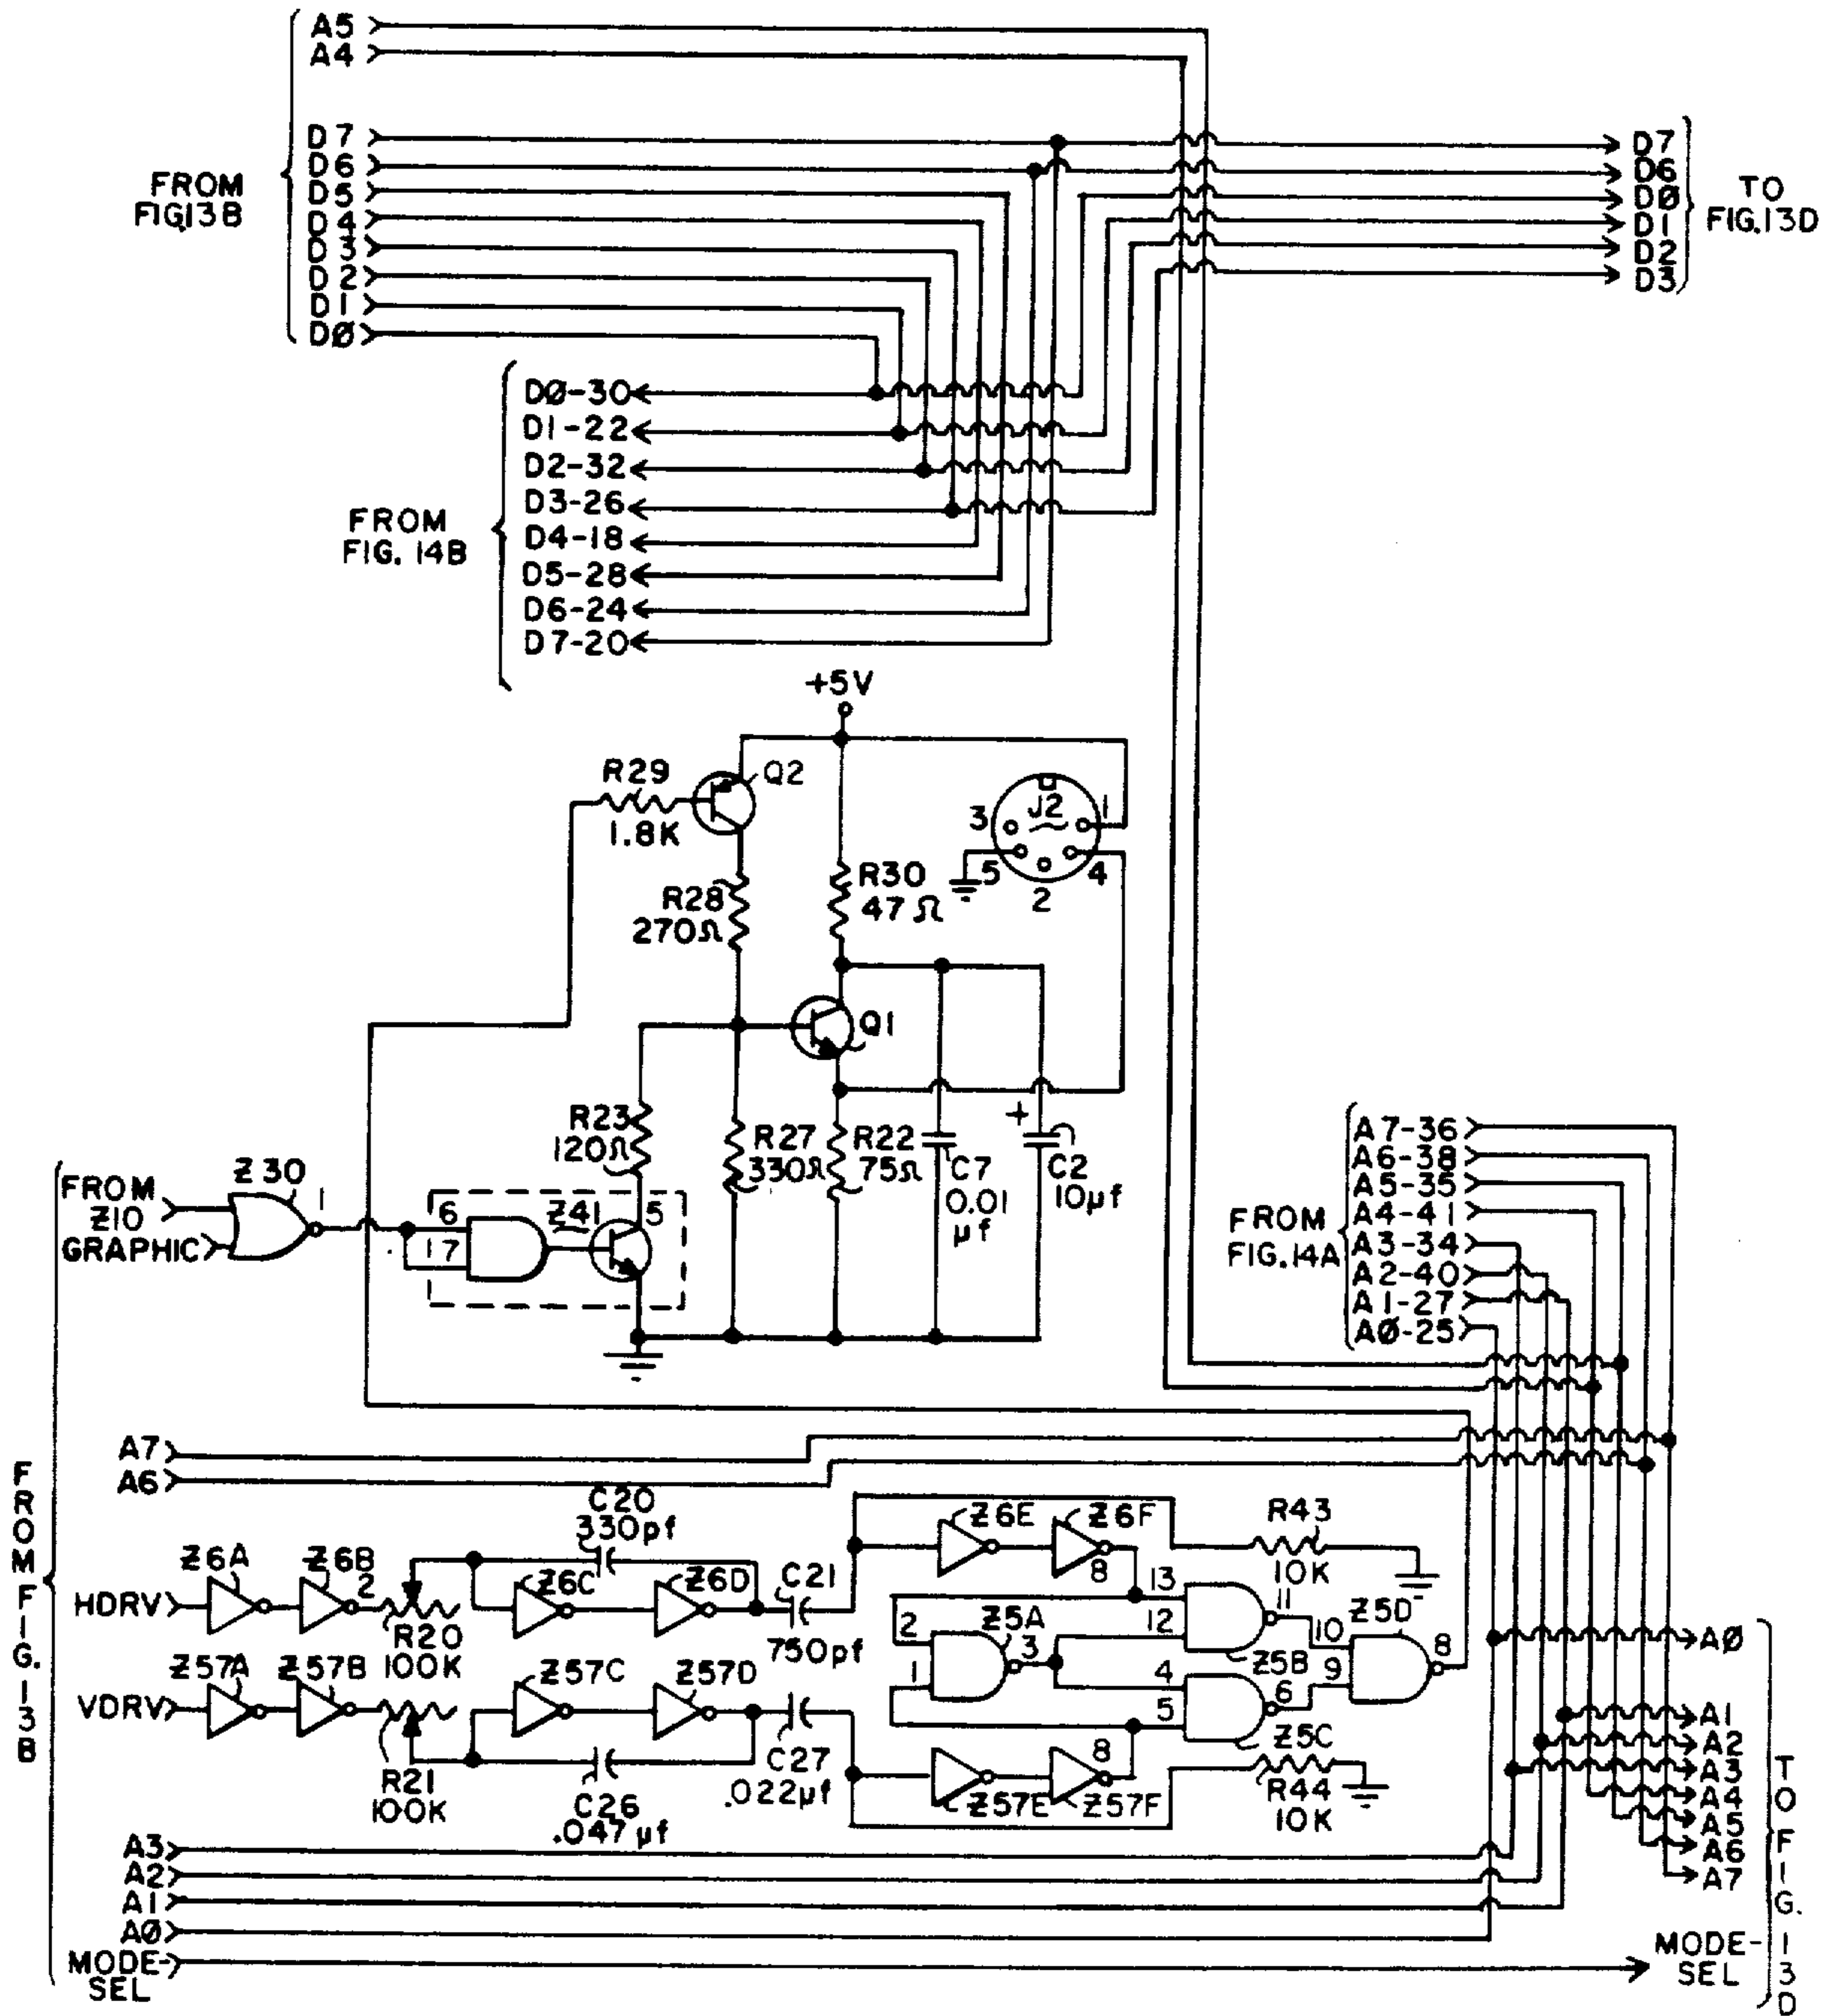 A5
A4
D7
D6
D5
D4
D3
D2
D1
DØ
FROM
FIG13B
D7
D6
DØ
D1
D2
D3
TO
FIG.13D
DØ-30
D1-22
D2-32
D3-26
D4-18
D5-28
D6-24
D7-20
FROM
FIG. 14B
+5V
R29
1.8K
Q2
J2
3
1
5
4
2
R28
270Ω
R30
47Ω
Q1
R23
120Ω
R27
330Ω
R22
75Ω
C7
0.01
µf
+
C2
10µf
FROM
Z10
GRAPHIC
Z30
1
6
7
Z41
5
A7-36
A6-38
A5-35
A4-41
A3-34
A2-40
A1-27
AØ-25
FROM
FIG.14A
FROM FIG. 13B
A7
A6
C20
330pf
Z6E
Z6F
8
R43
10K
Z6A
Z6B
2
Z6C
Z6D
C21
750pf
HDRV
R20
100K
2
1
Z5A
3
13
12
11
Z5B
4
5
6
Z5C
10
9
Z5D
8
Z57A
Z57B
Z57C
Z57D
VDRV
R21
100K
C26
.047µf
C27
.022µf
8
Z57E
Z57F
R44
10K
A3
A2
A1
AØ
MODE-
SEL
AØ
A1
A2
A3
A4
A5
A6
A7
MODE-
SEL
TO FIG. 13D